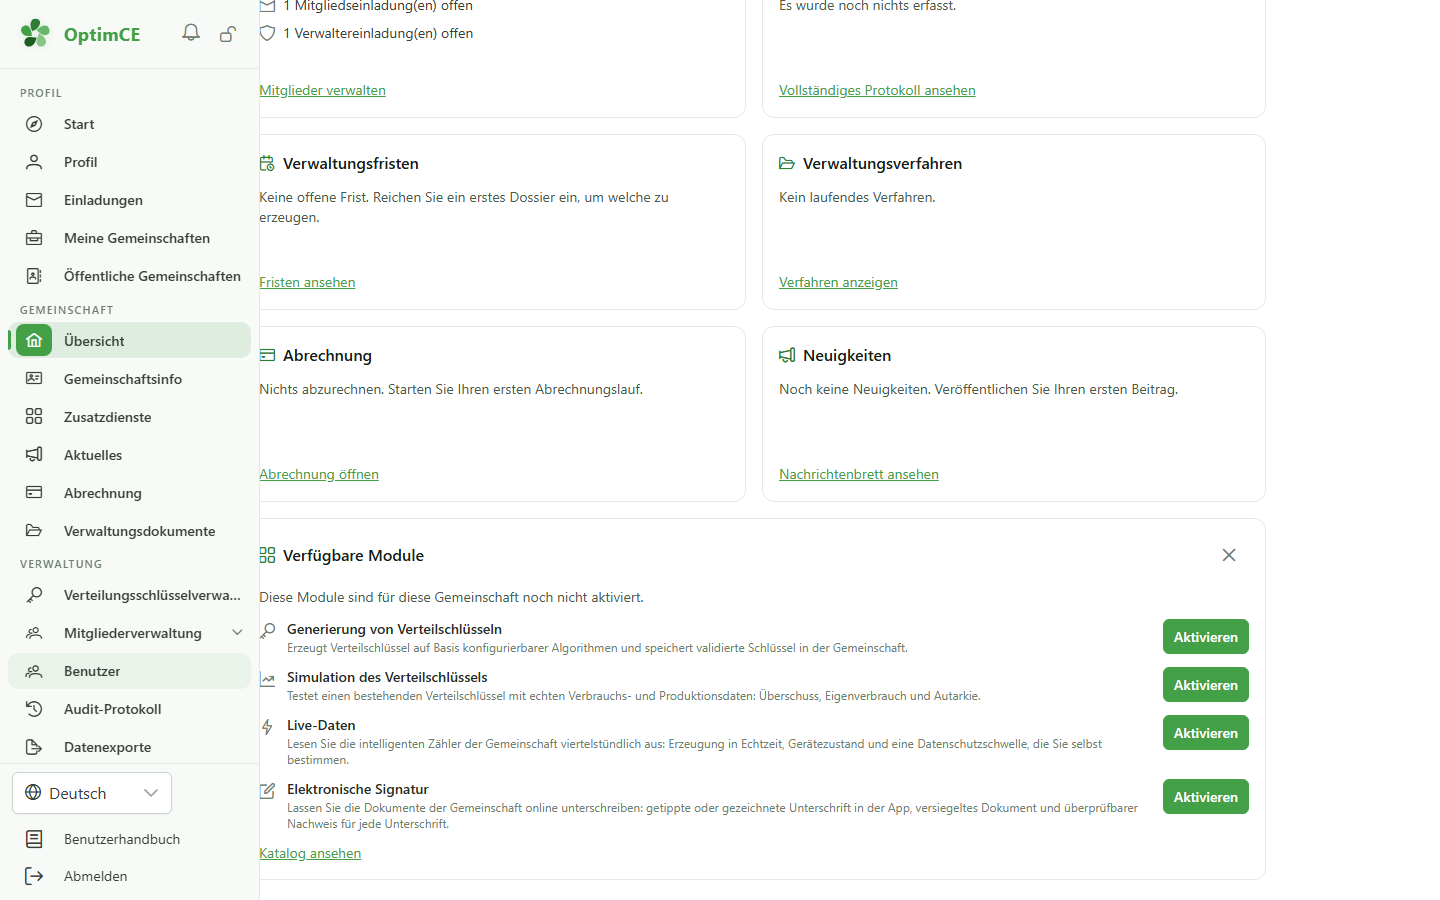 OptimCE
PROFIL
Start
Profil
Einladungen
Meine Gemeinschaften
Öffentliche Gemeinschaften
GEMEINSCHAFT
Übersicht
Gemeinschaftsinfo
Zusatzdienste
Aktuelles
Abrechnung
Verwaltungsdokumente
VERWALTUNG
Verteilungsschlüsselverwa...
Mitgliederverwaltung
Benutzer
Audit-Protokoll
Datenexporte
Deutsch
Benutzerhandbuch
Abmelden
1 Mitgliedseinladung(en) offen
1 Verwaltereinladung(en) offen
Mitglieder verwalten
Es wurde noch nichts erfasst.
Vollständiges Protokoll ansehen
Verwaltungsfristen
Keine offene Frist. Reichen Sie ein erstes Dossier ein, um welche zu
erzeugen.
Fristen ansehen
Verwaltungsverfahren
Kein laufendes Verfahren.
Verfahren anzeigen
Abrechnung
Nichts abzurechnen. Starten Sie Ihren ersten Abrechnungslauf.
Abrechnung öffnen
Neuigkeiten
Noch keine Neuigkeiten. Veröffentlichen Sie Ihren ersten Beitrag.
Nachrichtenbrett ansehen
Verfügbare Module
Diese Module sind für diese Gemeinschaft noch nicht aktiviert.
Generierung von Verteilschlüsseln
Erzeugt Verteilschlüssel auf Basis konfigurierbarer Algorithmen und speichert validierte Schlüssel in der Gemeinschaft.
Aktivieren
Simulation des Verteilschlüssels
Testet einen bestehenden Verteilschlüssel mit echten Verbrauchs- und Produktionsdaten: Überschuss, Eigenverbrauch und Autarkie.
Aktivieren
Live-Daten
Lesen Sie die intelligenten Zähler der Gemeinschaft viertelstündlich aus: Erzeugung in Echtzeit, Gerätezustand und eine Datenschutzschwelle, die Sie selbst
bestimmen.
Aktivieren
Elektronische Signatur
Lassen Sie die Dokumente der Gemeinschaft online unterschreiben: getippte oder gezeichnete Unterschrift in der App, versiegeltes Dokument und überprüfbarer
Nachweis für jede Unterschrift.
Aktivieren
Katalog ansehen